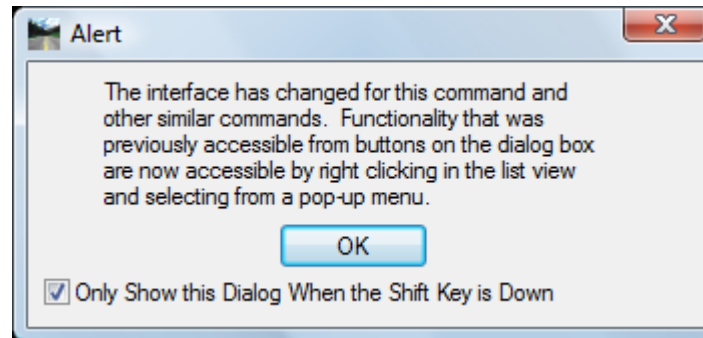 Alert
The interface has changed for this command and
other similar commands.  Functionality that was
previously accessible from buttons on the dialog box
are now accessible by right clicking in the list view
and selecting from a pop-up menu.
OK
Only Show this Dialog When the Shift Key is Down